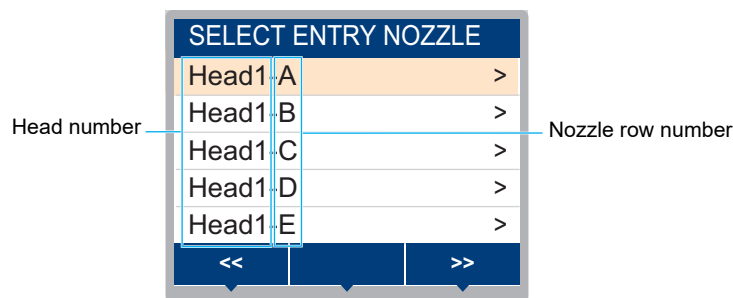 SELECT ENTRY NOZZLE
Head1-A >
Head1-B >
Head number
Nozzle row number
Head1-C >
Head1-D >
Head1-E >
<< >>